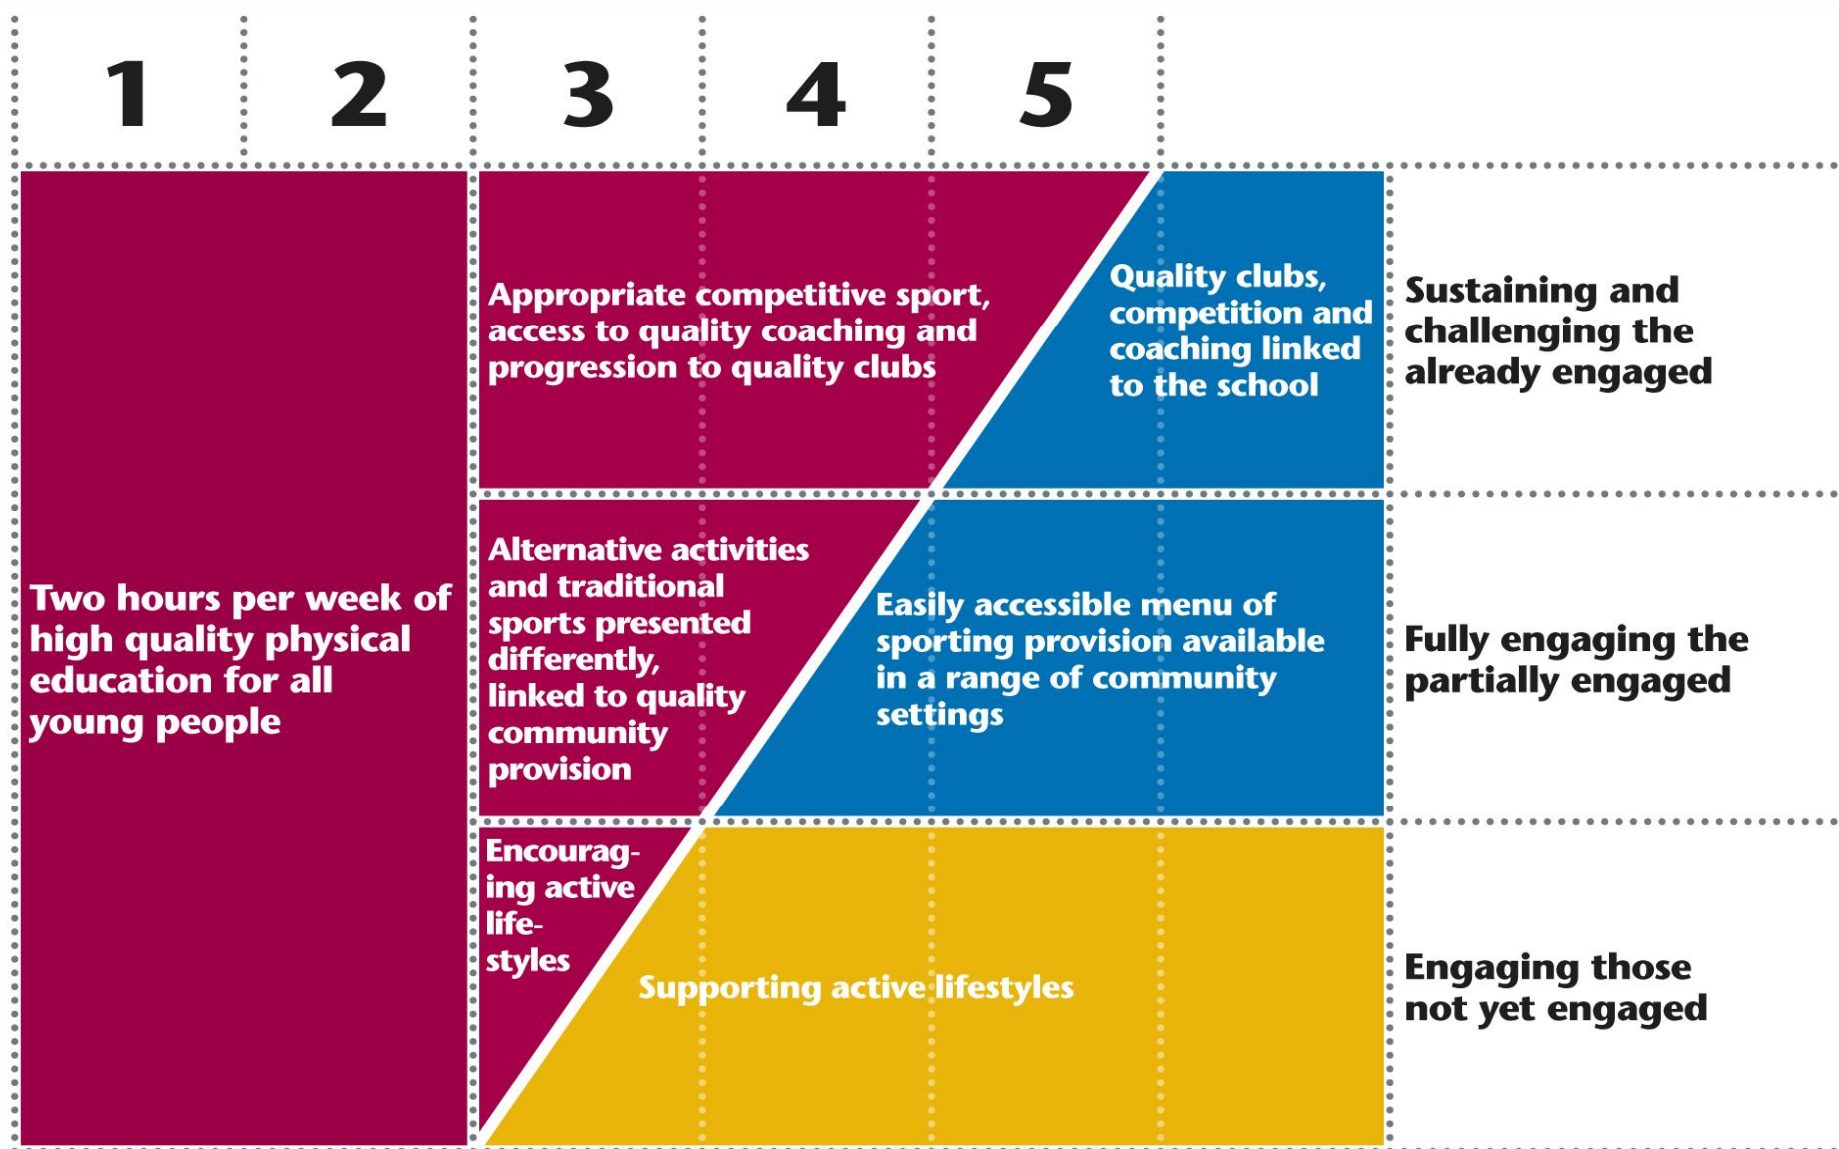 1
2
3
4
5
Two hours per week of
high quality physical
education for all
young people
Appropriate competitive sport,
access to quality coaching and
progression to quality clubs
Quality clubs,
competition and
coaching linked
to the school
Sustaining and
challenging the
already engaged
Alternative activities
and traditional
sports presented
differently,
linked to quality
community
provision
Easily accessible menu of
sporting provision available
in a range of community
settings
Fully engaging the
partially engaged
Encourag-
ing active
life-
styles
Supporting active lifestyles
Engaging those
not yet engaged